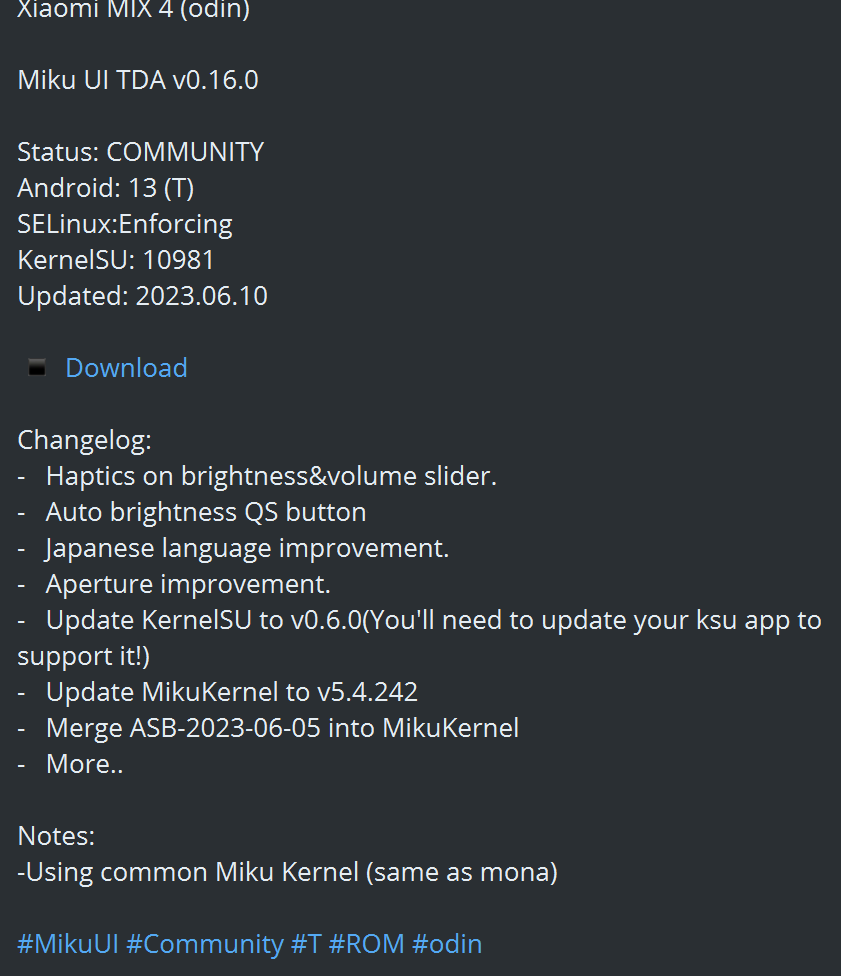 Xiaomi MIX 4 (odin)
Miku UI TDA v0.16.0
Status: COMMUNITY
Android: 13 (T)
SELinux:Enforcing
KernelSU: 10981
Updated: 2023.06.10
Download
Changelog:
- Haptics on brightness&volume slider.
- Auto brightness QS button
- Japanese language improvement.
- Aperture improvement.
- Update KernelSU to v0.6.0(You'll need to update your ksu app to
support it!)
- Update MikuKernel to v5.4.242
- Merge ASB-2023-06-05 into MikuKernel
- More..
Notes:
-Using common Miku Kernel (same as mona)
#MikuUI #Community #T #ROM #odin